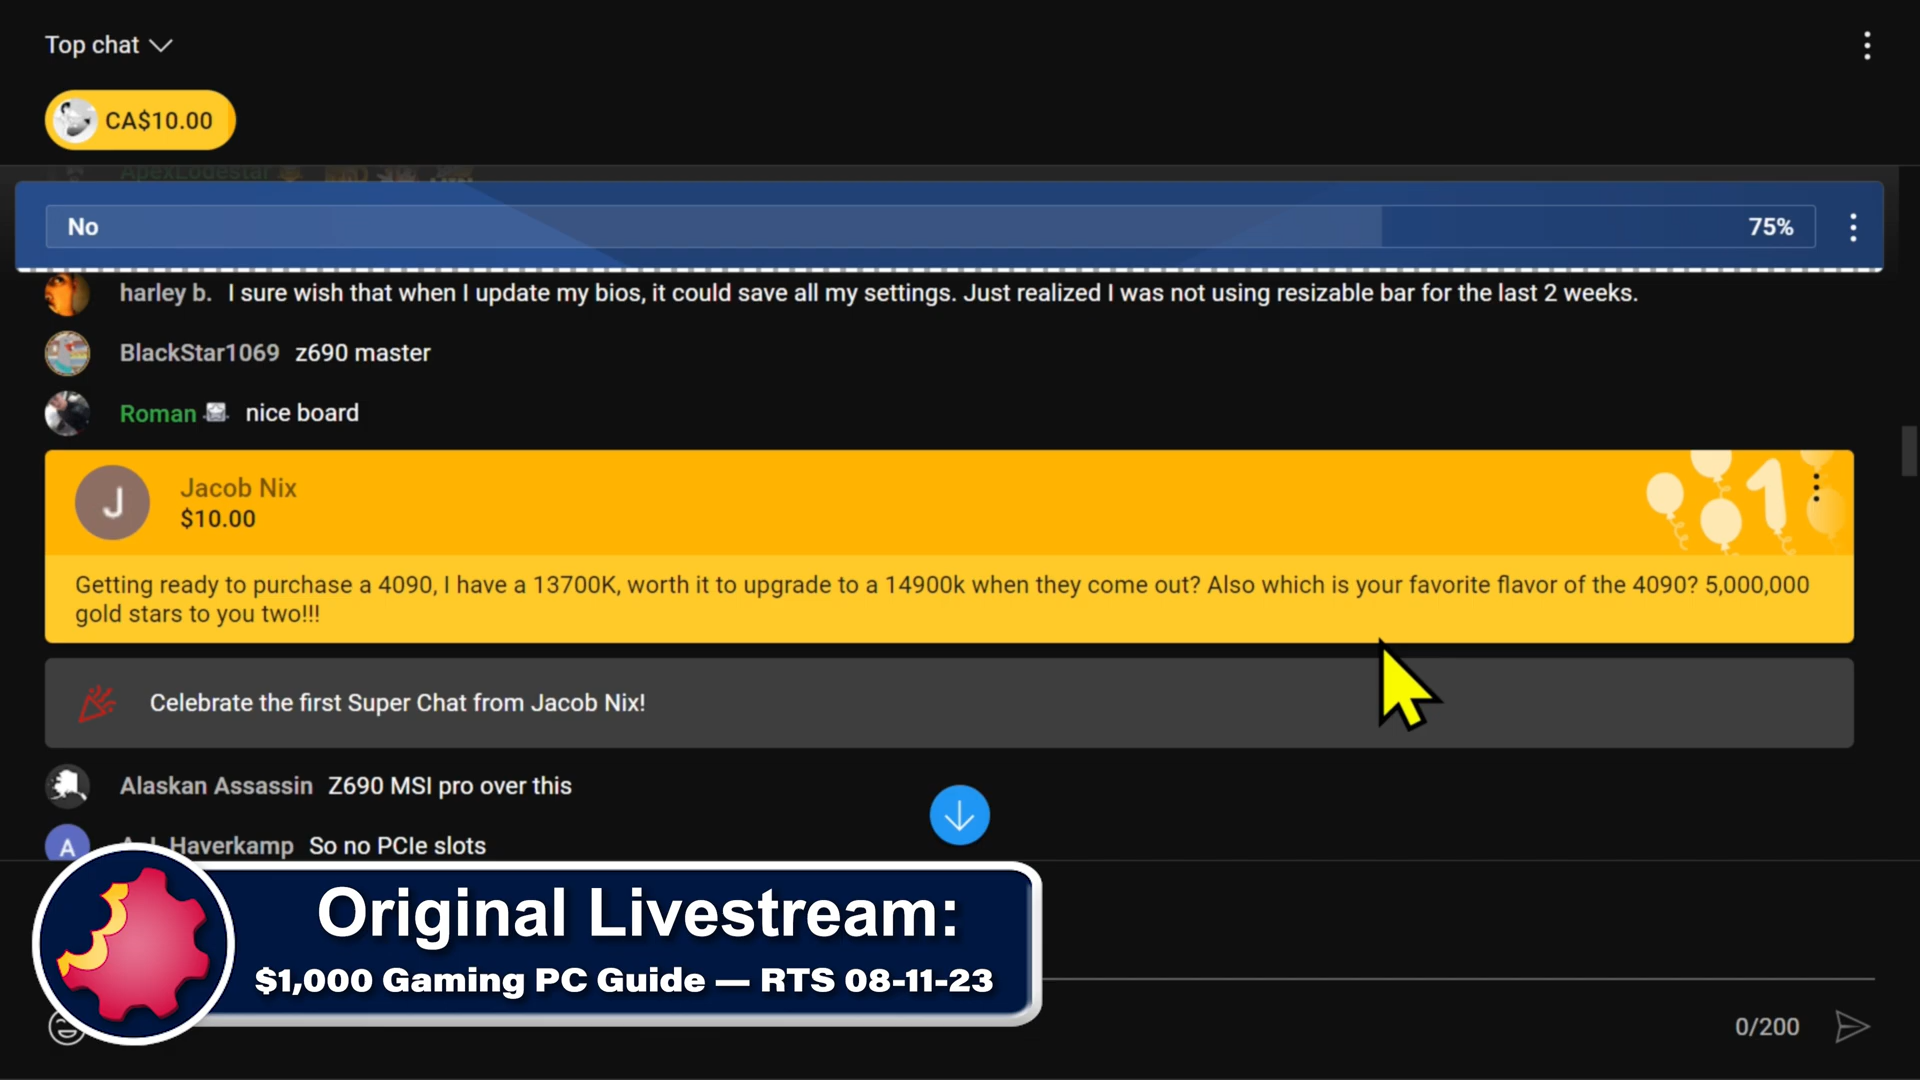 Top chat
CA$10.00
ApexLodestar
No 75%
harley b. I sure wish that when I update my bios, it could save all my settings. Just realized I was not using resizable bar for the last 2 weeks.
BlackStar1069 z690 master
Roman nice board
J
Jacob Nix
$10.00
1
Getting ready to purchase a 4090, I have a 13700K, worth it to upgrade to a 14900k when they come out? Also which is your favorite flavor of the 4090? 5,000,000
gold stars to you two!!!
Celebrate the first Super Chat from Jacob Nix!
Alaskan Assassin Z690 MSI pro over this
A Haverkamp So no PCIe slots
Original Livestream:
$1,000 Gaming PC Guide — RTS 08-11-23
0/200